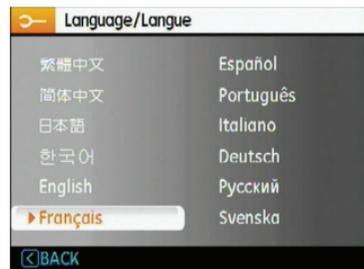 Language/Langue
繁體中文
简体中文
日本語
한국어
English
Français
Español
Português
Italiano
Deutsch
Русский
Svenska
BACK